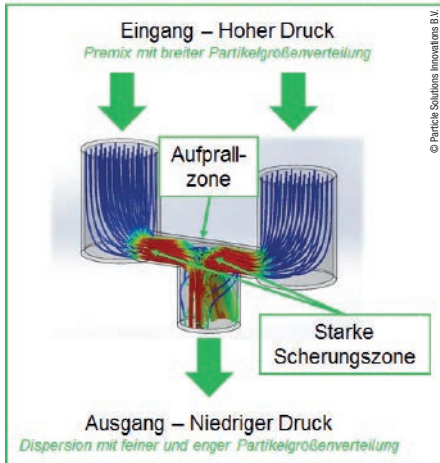 Eingang – Hoher Druck
Premix mit breiter Partikelgrößenverteilung
Aufprall-
zone
Starke
Scherungszone
Ausgang – Niedriger Druck
Dispersion mit feiner und enger Partikelgrößenverteilung
© Particle Solutions Innovations B.V.